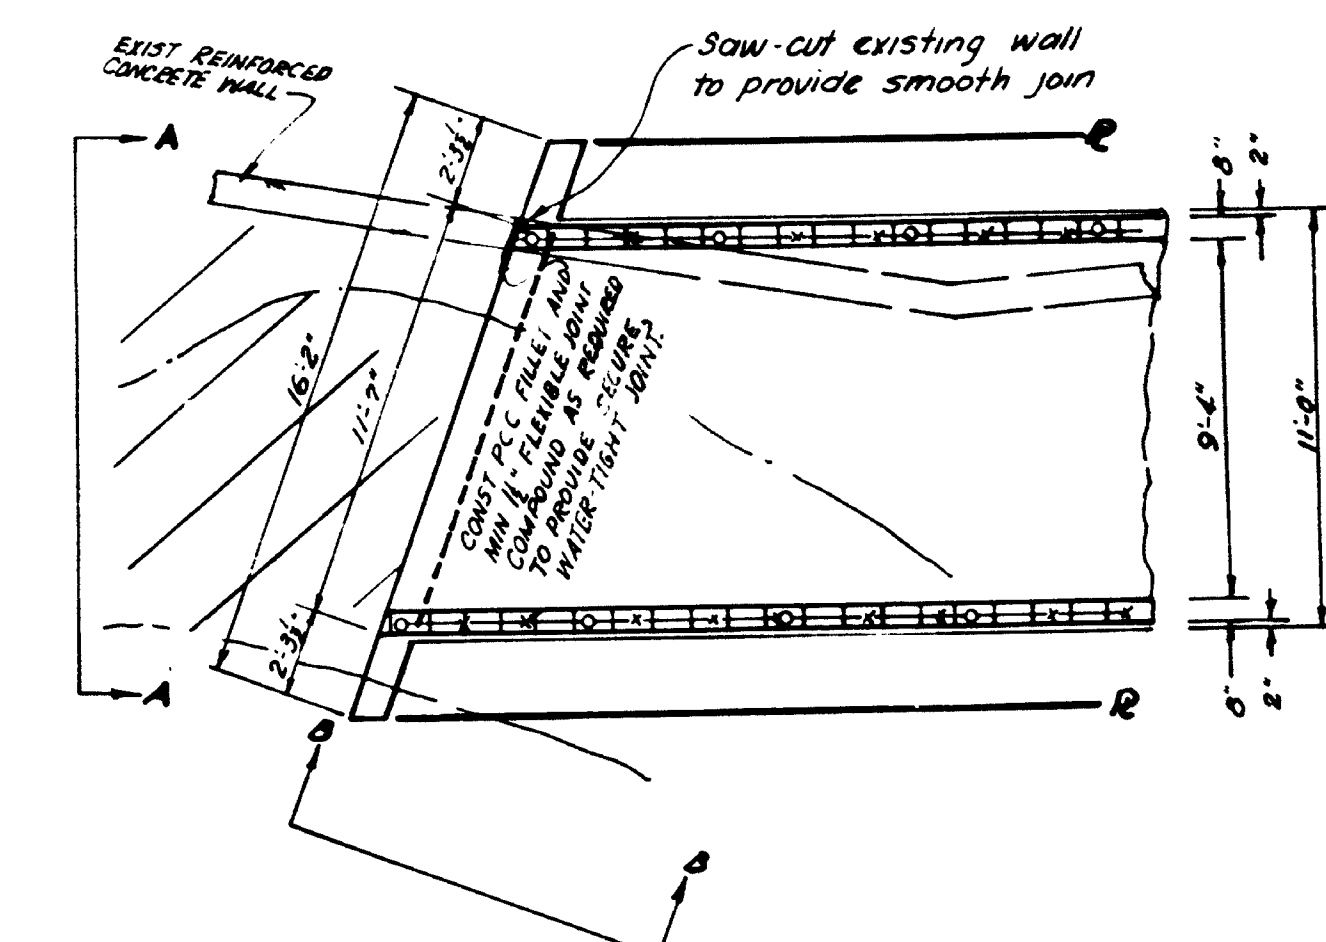 EXIST REINFORCED
CONCRETE WALL
Saw-cut existing wall
to provide smooth join
A
A
2'-3½"
16'-2"
11'-7"
2'-3½"
CONST PCC FILLET AND
MIN 1½" FLEXIBLE JOINT
COMPOUND AS REQUIRED
TO PROVIDE SECURE,
WATER-TIGHT JOINT.
8"
2"
9'-4"
11'-0"
8"
2"
B
B